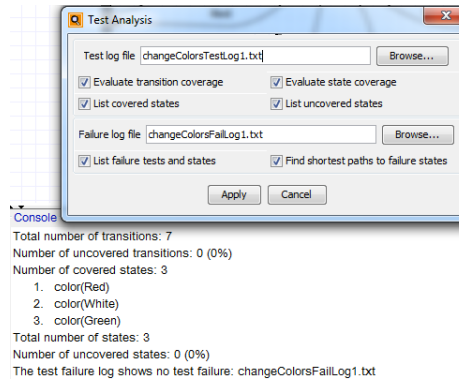 Test Analysis
Test log file changeColorsTestLog1.txt Browse...
Evaluate transition coverage Evaluate state coverage
List covered states List uncovered states
Failure log file changeColorsFailLog1.txt Browse...
List failure tests and states Find shortest paths to failure states
Apply Cancel
Console
Total number of transitions: 7
Number of uncovered transitions: 0 (0%)
Number of covered states: 3
1. color(Red)
2. color(White)
3. color(Green)
Total number of states: 3
Number of uncovered states: 0 (0%)
The test failure log shows no test failure: changeColorsFailLog1.txt